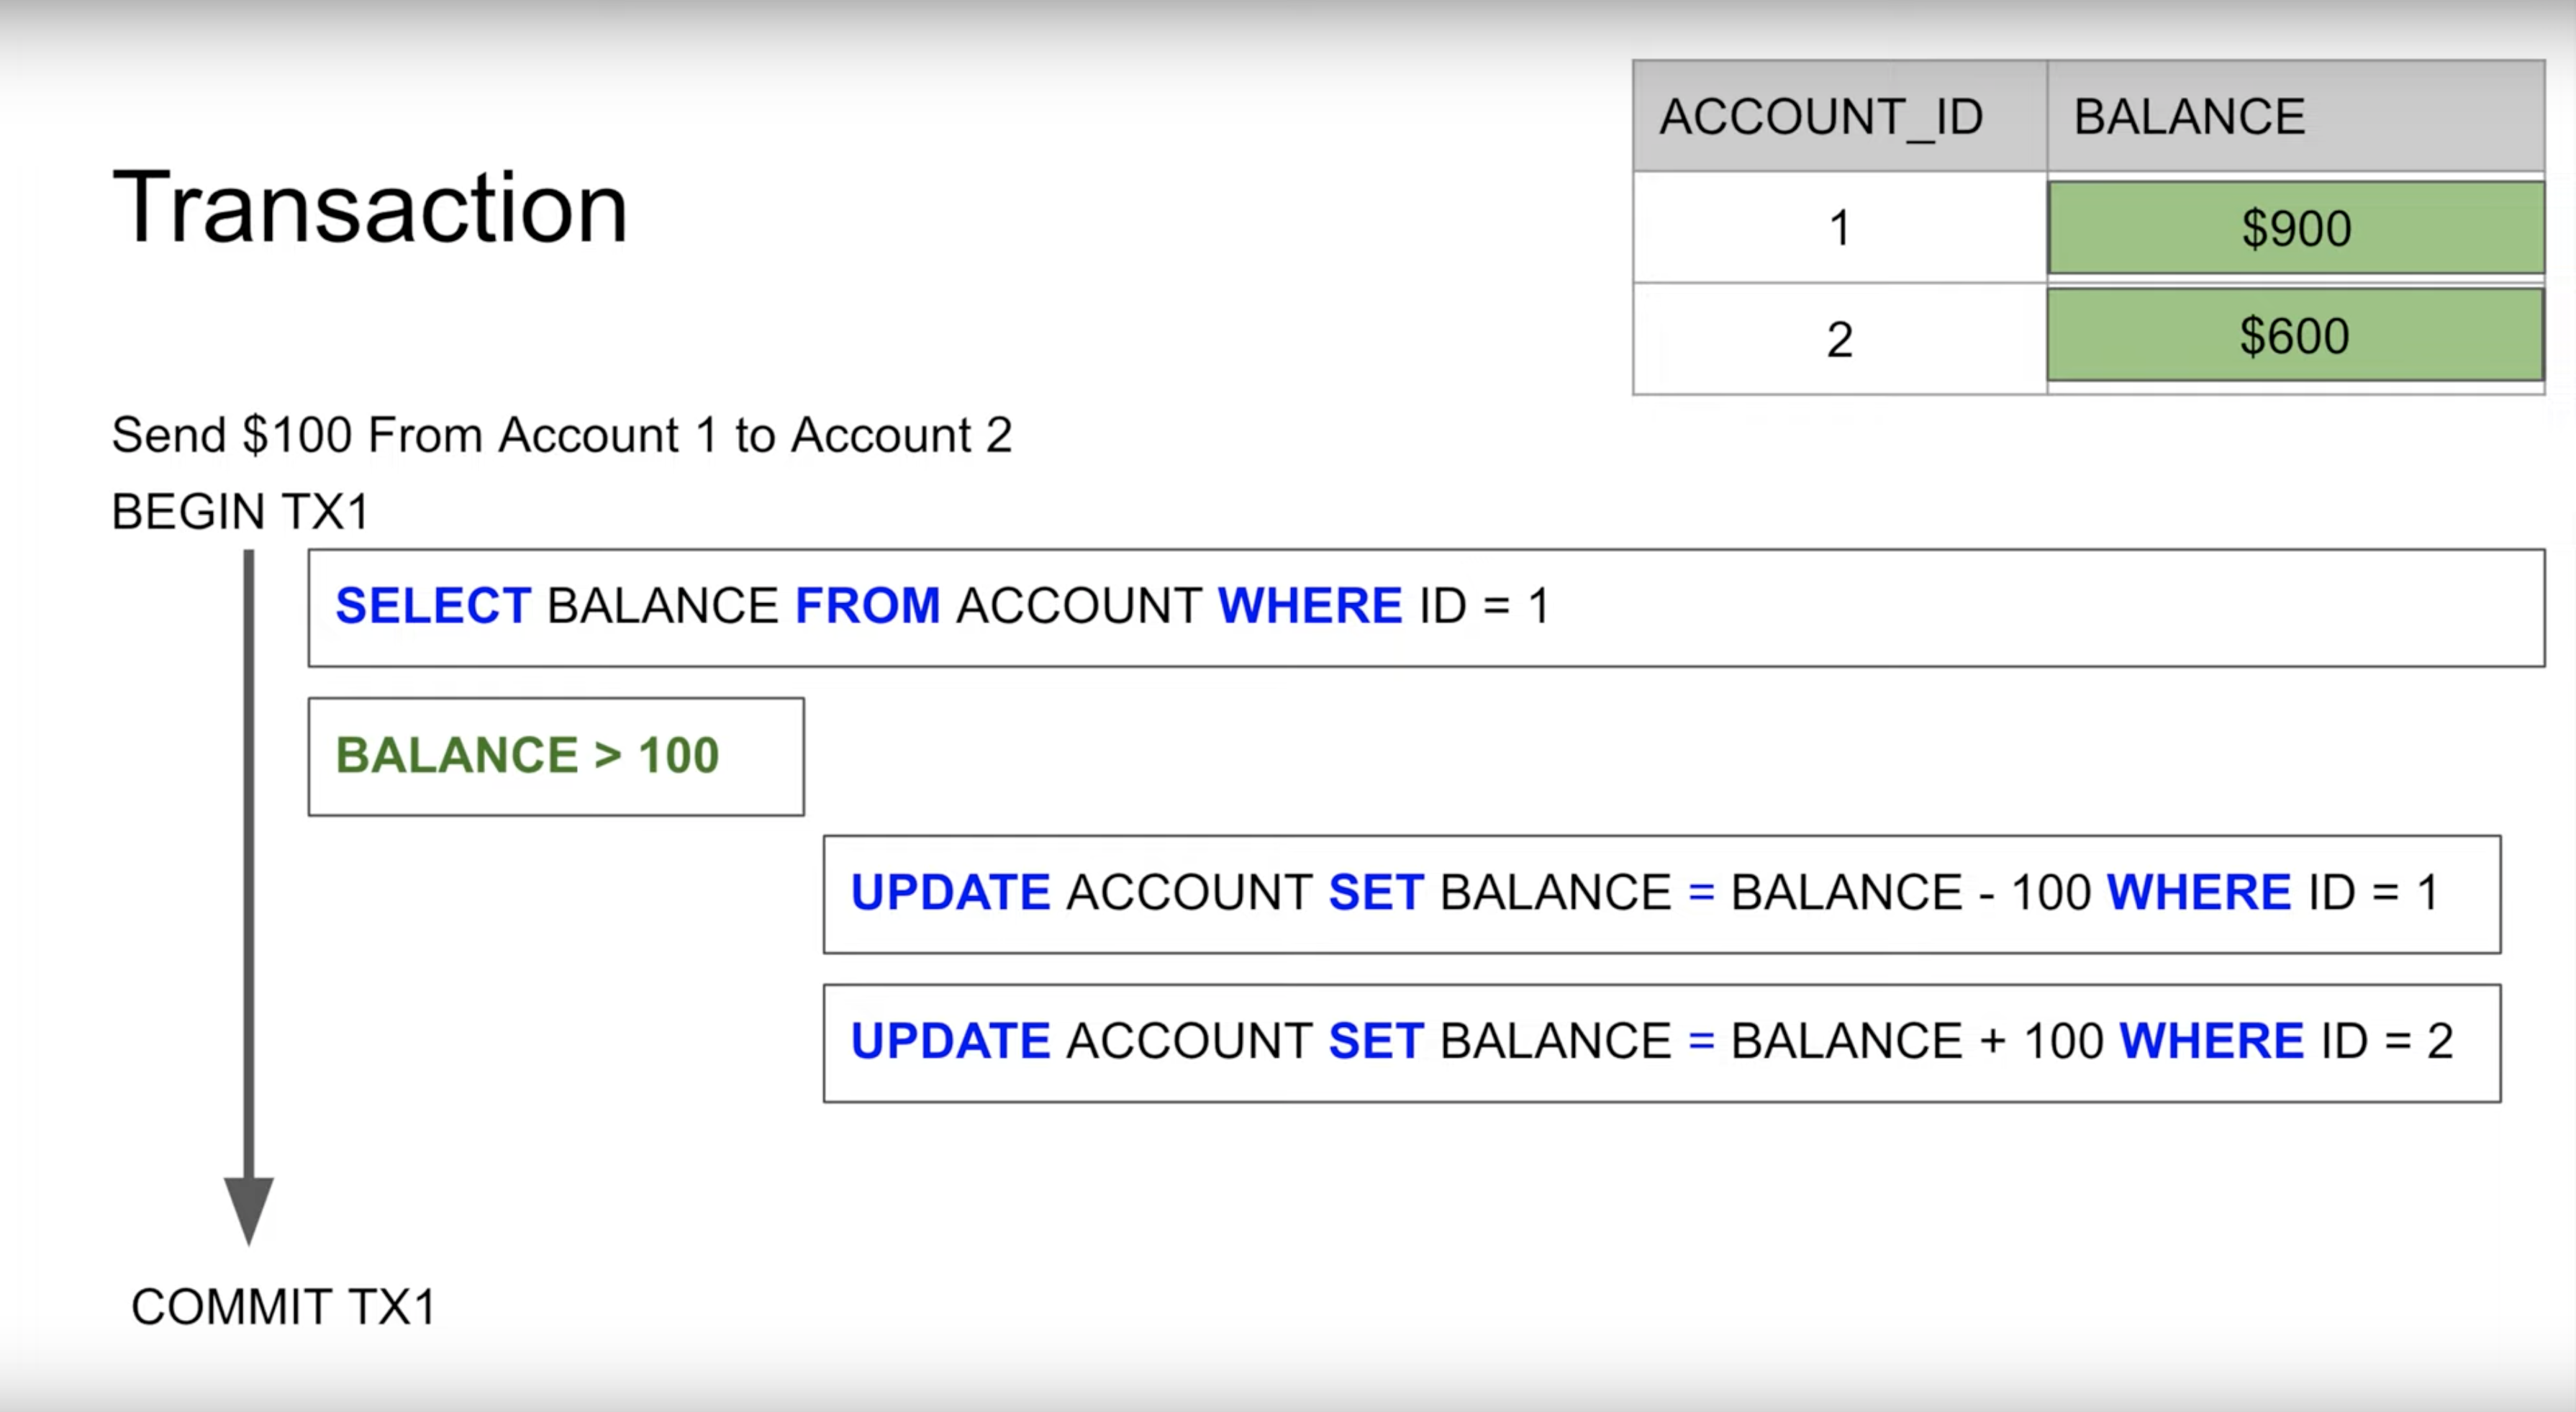 Transaction
ACCOUNT_ID BALANCE
1 $900
2 $600
Send $100 From Account 1 to Account 2
BEGIN TX1
SELECT BALANCE FROM ACCOUNT WHERE ID = 1
BALANCE > 100
UPDATE ACCOUNT SET BALANCE = BALANCE - 100 WHERE ID = 1
UPDATE ACCOUNT SET BALANCE = BALANCE + 100 WHERE ID = 2
COMMIT TX1